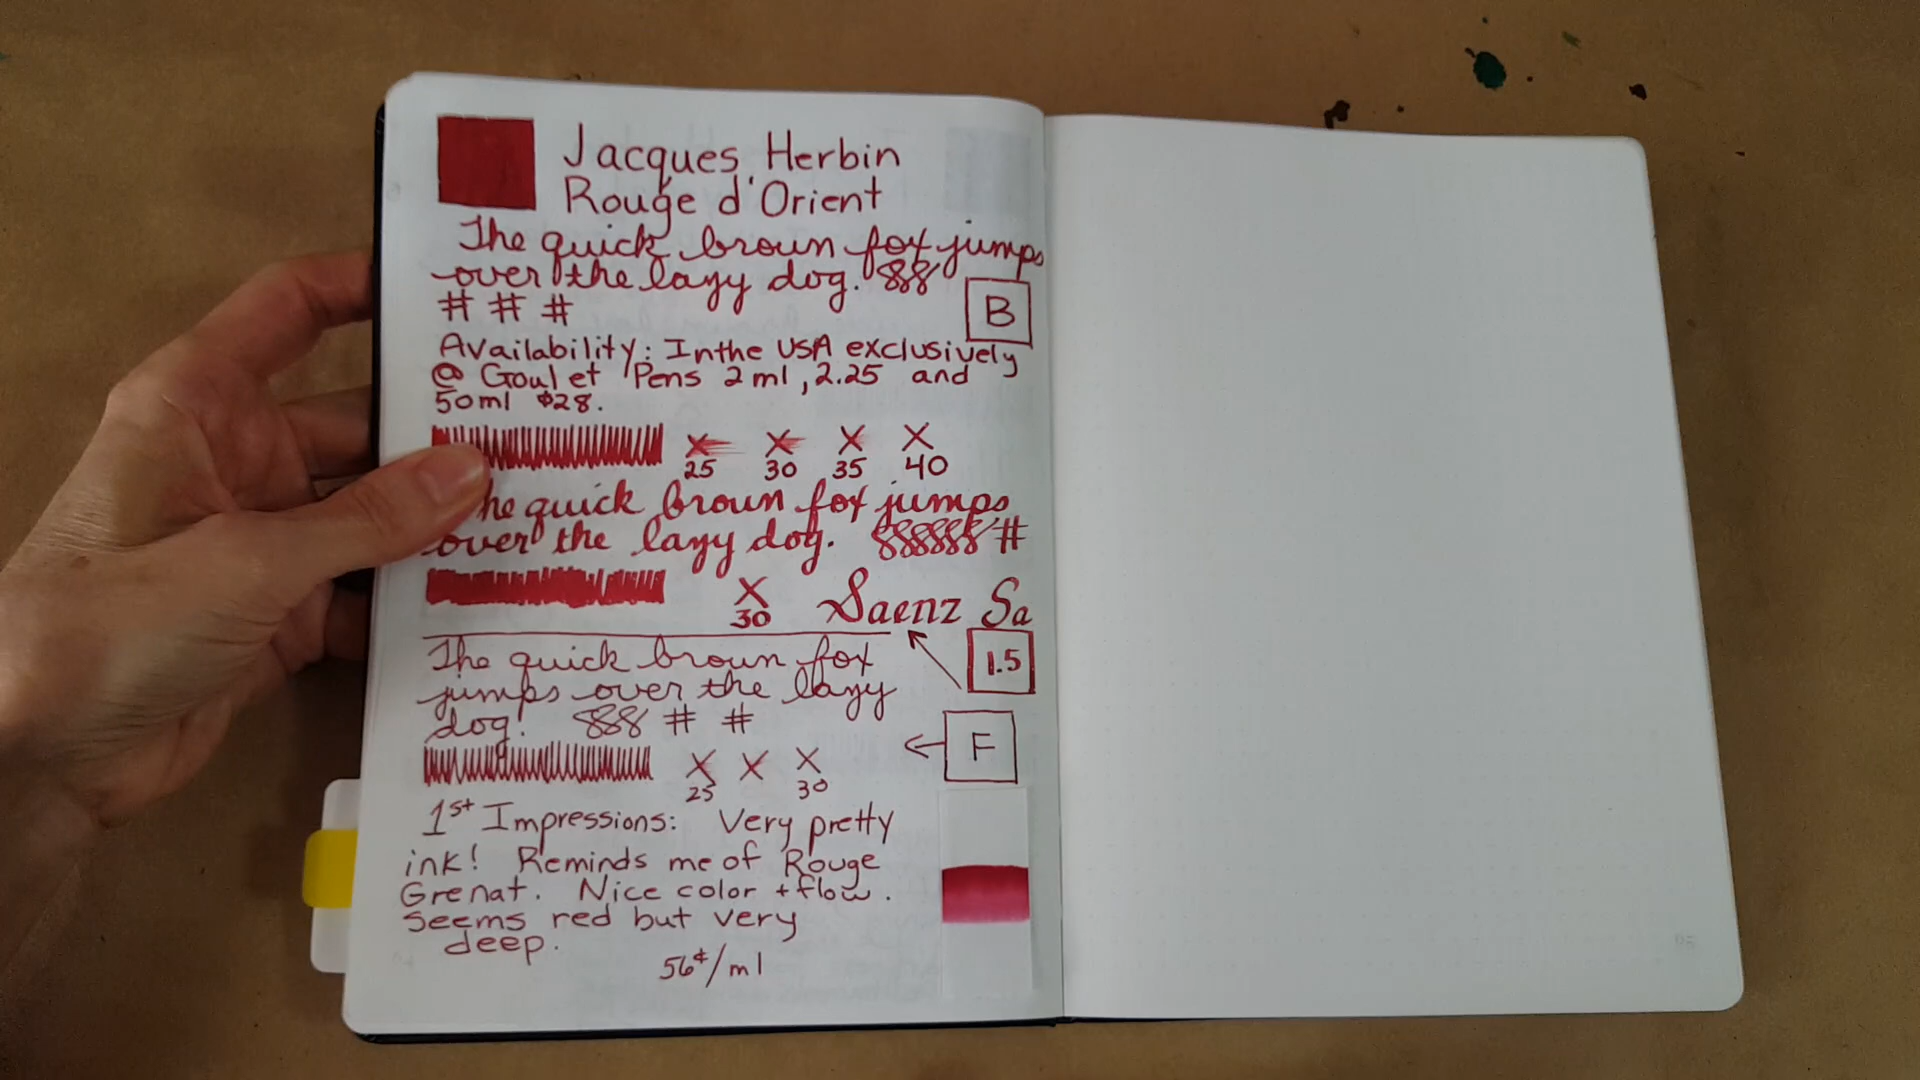 Jacques Herbin
Rouge d'Orient
The quick brown fox jumps
over the lazy dog. 888
# # #
B
Availability: In the USA exclusively
@ Goulet Pens 2ml, 2.25 and
50ml $28.
X X X X
25 30 35 40
he quick brown fox jumps
over the lazy dog. 888888 #
X
30
Saenz Sa
1.5
The quick brown fox
jumps over the lazy
dog! 888 # #
F
X X X
25 30
1st Impressions: Very pretty
ink! Reminds me of Rouge
Grenat. Nice color + flow.
Seems red but very
deep.
56¢/ml